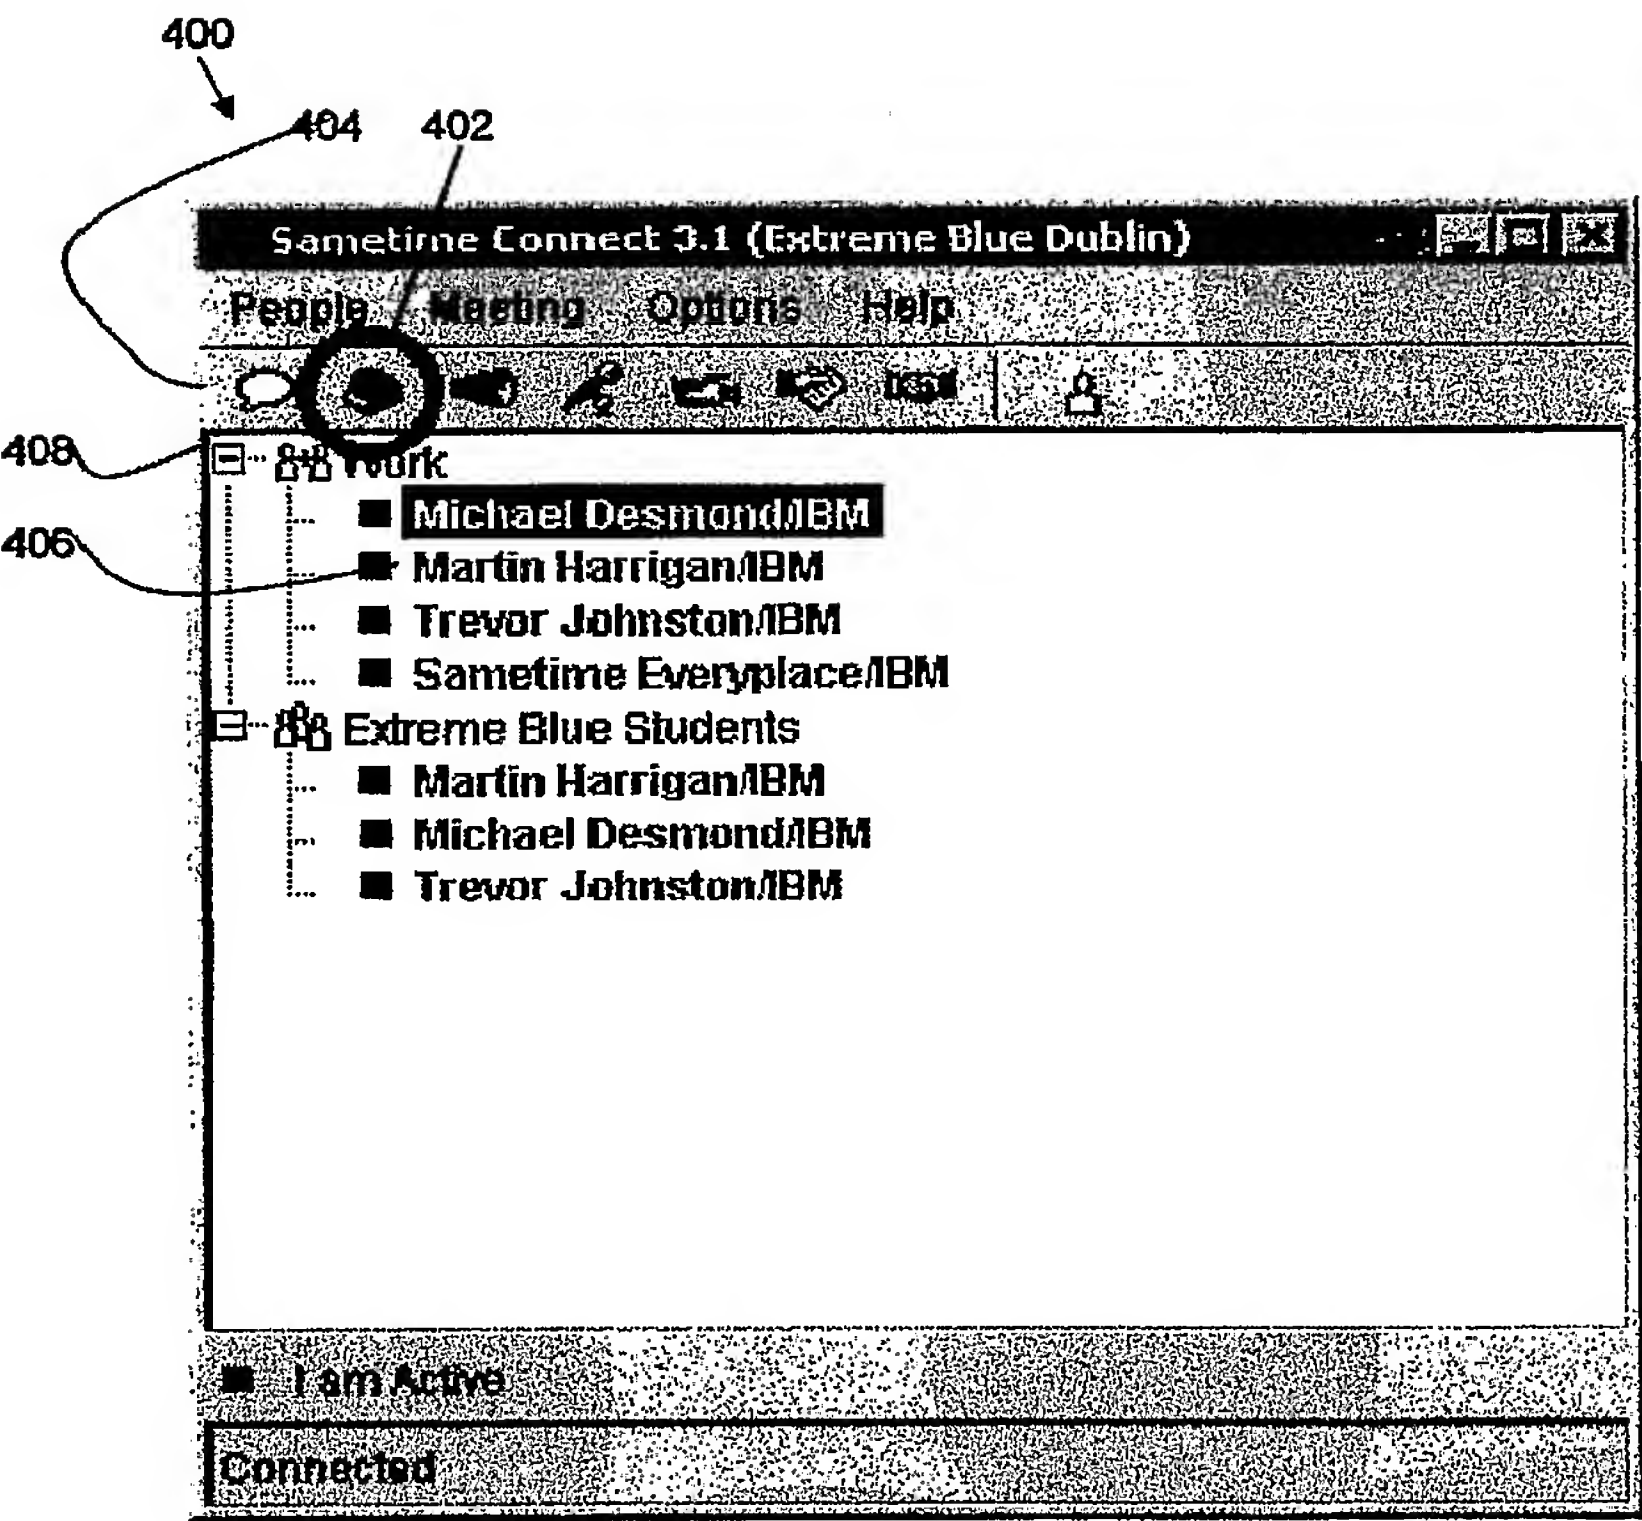 400
404 402
Sametime Connect 3.1 (Extreme Blue Dublin)
People Meeting Options Help
408
Work
Michael Desmond/IBM
406
Martin Harrigan/IBM
Trevor Johnston/IBM
Sametime Everyplace/IBM
Extreme Blue Students
Martin Harrigan/IBM
Michael Desmond/IBM
Trevor Johnston/IBM
I am Active
Connected